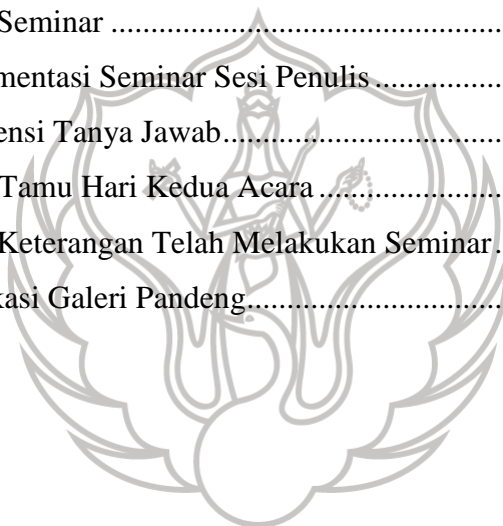 Seminar ................................................
mentasi Seminar Sesi Penulis ................
ensi Tanya Jawab...................................
Tamu Hari Kedua Acara .......................
Keterangan Telah Melakukan Seminar.
kasi Galeri Pandeng................................